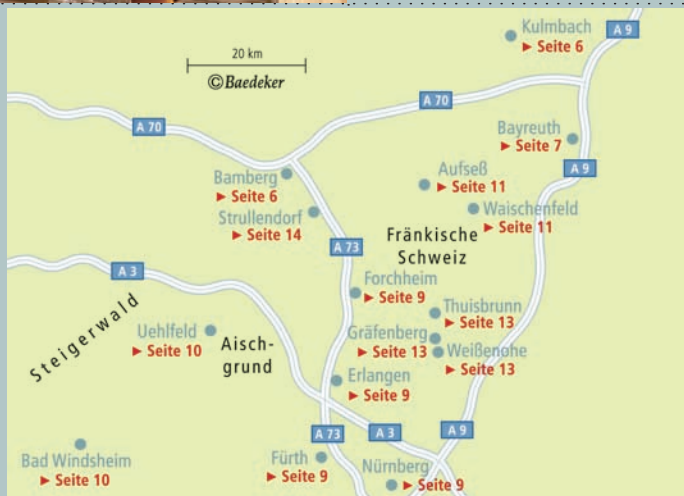 Kulmbach
► Seite 6
A 9
20 km
©Baedeker
A 70
A 70
Bayreuth
► Seite 7
A 9
Aufseß
► Seite 11
Bamberg
► Seite 6
Waischenfeld
► Seite 11
Strullendorf
► Seite 14
Fränkische
Schweiz
A 73
A 3
Forchheim
► Seite 9
Steigerwald
Thuisbrunn
► Seite 13
Uehlfeld
► Seite 10
Aisch-
grund
Gräfenberg
► Seite 13
Weißenohe
► Seite 13
Erlangen
► Seite 9
A 73
A 3
A 9
Bad Windsheim
► Seite 10
Fürth
► Seite 9
Nürnberg
► Seite 9